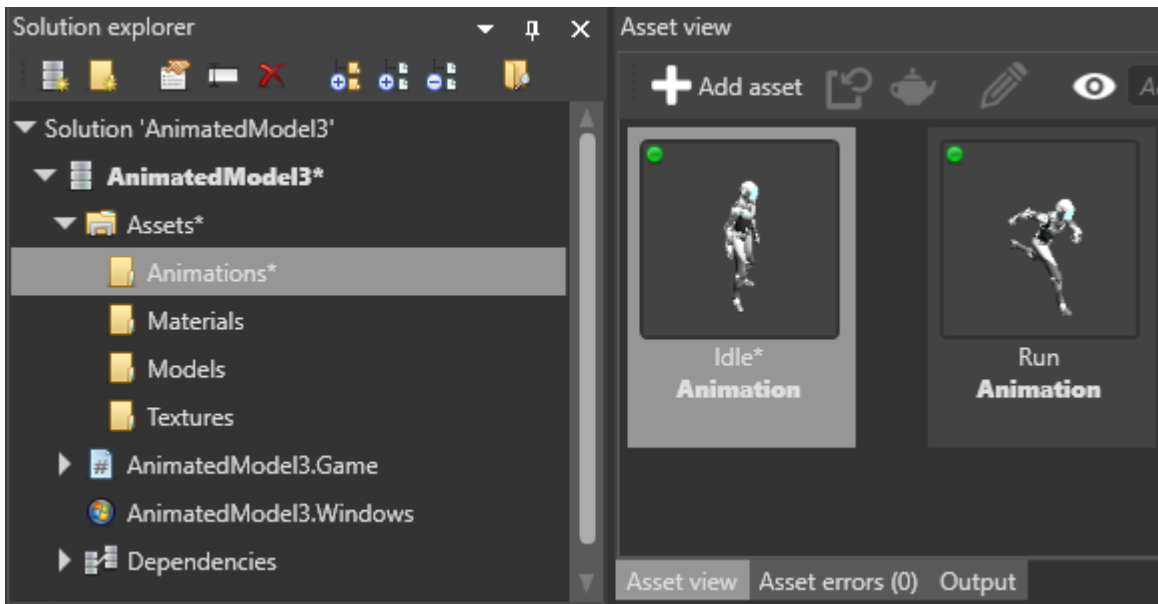 Solution explorer
Solution 'AnimatedModel3'
AnimatedModel3*
Assets*
Animations*
Materials
Models
Textures
AnimatedModel3.Game
AnimatedModel3.Windows
Dependencies
Asset view
Add asset
Idle*
Animation
Run
Animation
Asset view Asset errors (0) Output